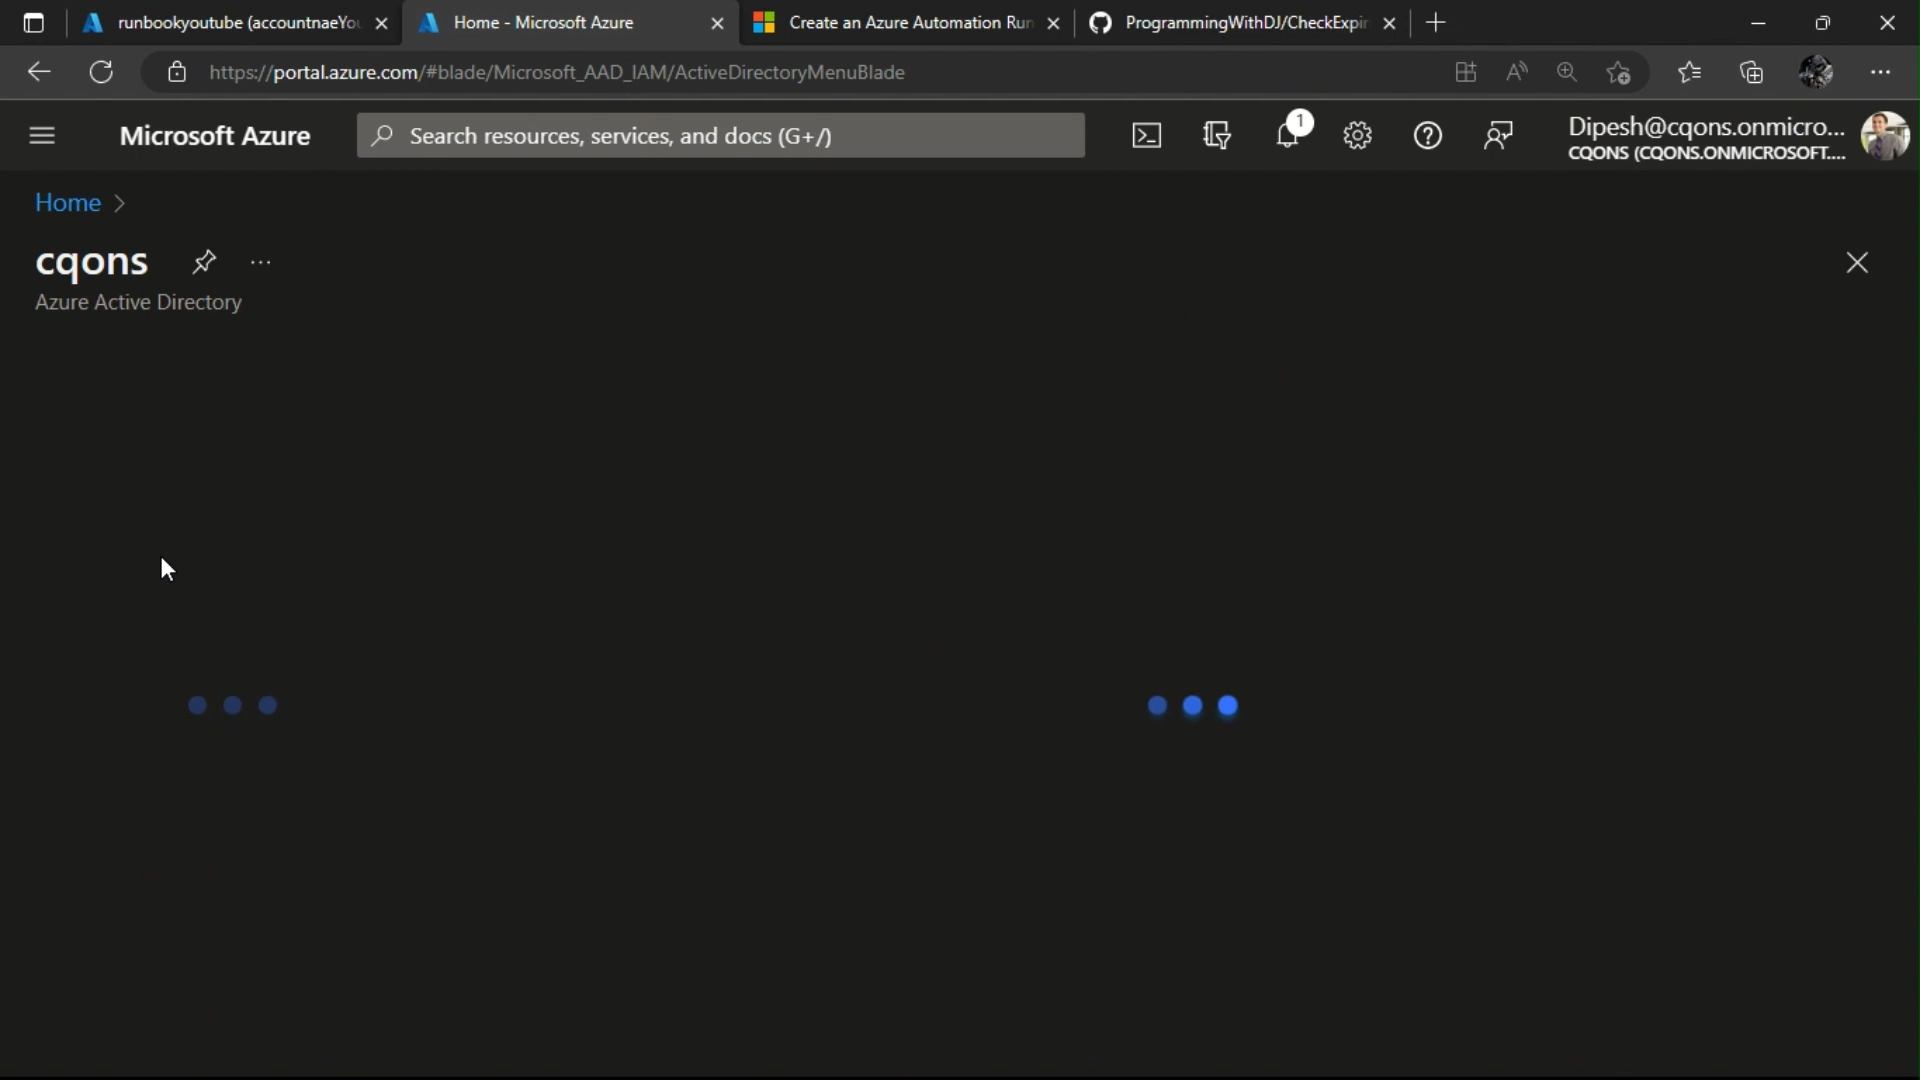 runbookyoutube (accountnaeYou
Home - Microsoft Azure
Create an Azure Automation Run
ProgrammingWithDJ/CheckExpir
https://portal.azure.com/#blade/Microsoft_AAD_IAM/ActiveDirectoryMenuBlade
Microsoft Azure
Search resources, services, and docs (G+/)
1
Dipesh@cqons.onmicro...
CQONS (CQONS.ONMICROSOFT....
Home
cqons
Azure Active Directory